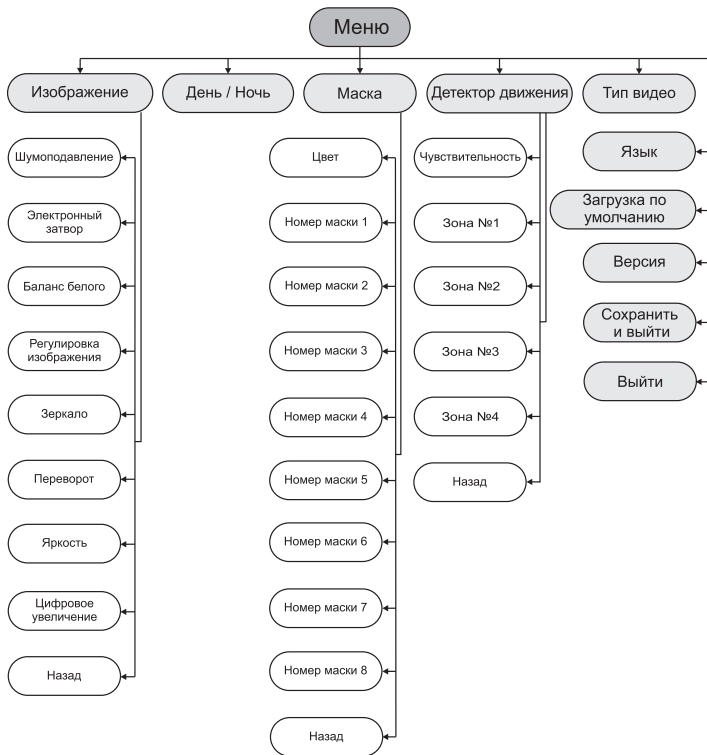 Меню
Изображение
День / Ночь
Маска
Детектор движения
Тип видео
Шумоподавление
Электронный
затвор
Баланс белого
Регулировка
изображения
Зеркало
Переворот
Яркость
Цифровое
увеличение
Назад
Цвет
Номер маски 1
Номер маски 2
Номер маски 3
Номер маски 4
Номер маски 5
Номер маски 6
Номер маски 7
Номер маски 8
Назад
Чувствительность
Зона №1
Зона №2
Зона №3
Зона №4
Назад
Язык
Загрузка по
умолчанию
Версия
Сохранить
и выйти
Выйти